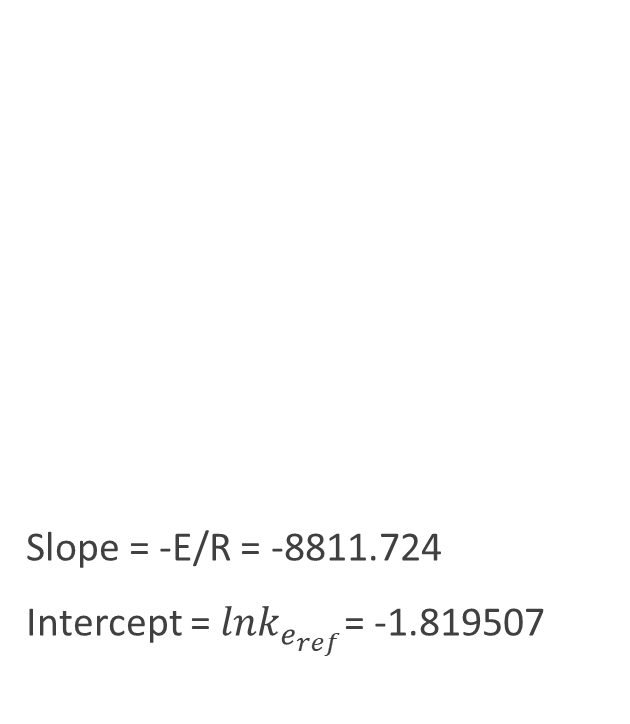 Slope = -E/R = -8811.724
Intercept = $lnk_{e_{ref}}$ = -1.819507